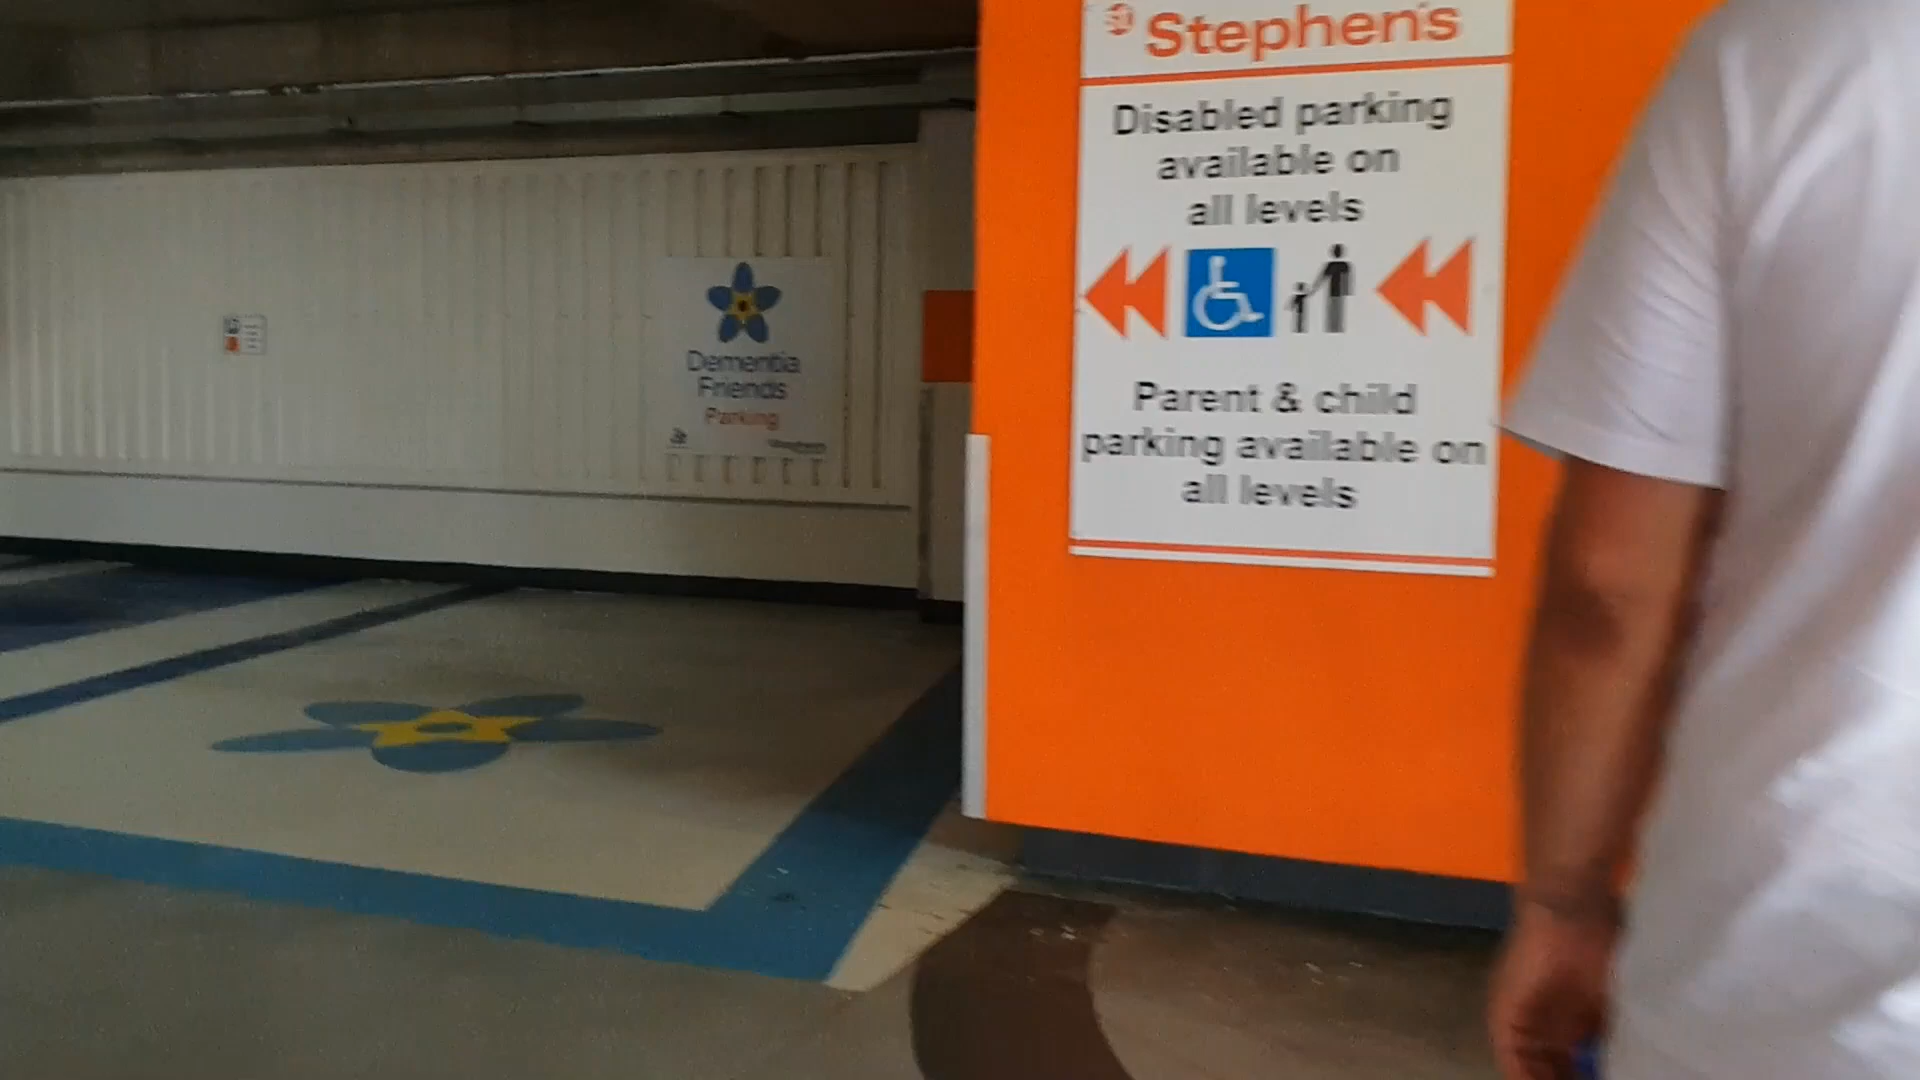 Stephen's
Disabled parking
available on
all levels
Parent & child
parking available on
all levels
Dementia
Friends
Parking